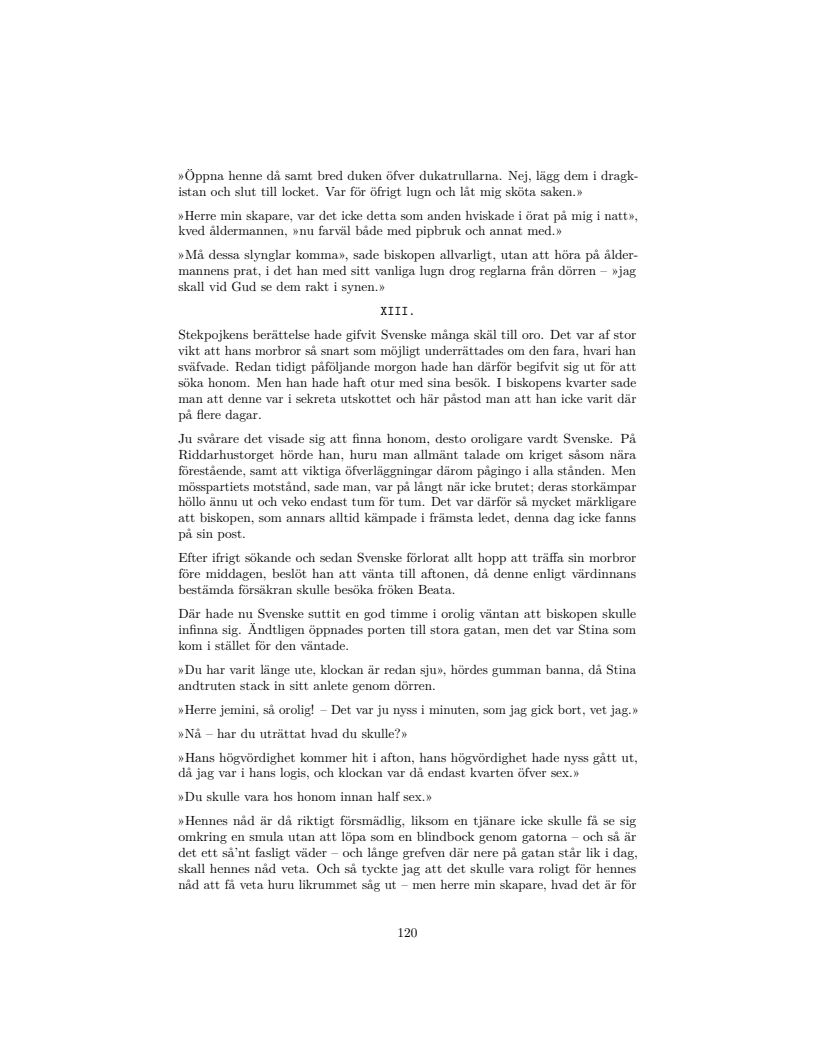 »Öppna henne då samt bred duken öfver dukatrullarna. Nej, lägg dem i dragk-
istan och slut till locket. Var för öfrigt lugn och låt mig sköta saken.»
»Herre min skapare, var det icke detta som anden hviskade i örat på mig i natt»,
kved åldermannen, »nu farväl både med pipbruk och annat med.»
»Må dessa slynglar komma», sade biskopen allvarligt, utan att höra på ålder-
mannens prat, i det han med sitt vanliga lugn drog reglarna från dörren – »jag
skall vid Gud se dem rakt i synen.»
XIII.
Stekpojkens berättelse hade gifvit Svenske många skäl till oro. Det var af stor
vikt att hans morbror så snart som möjligt underrättades om den fara, hvari han
sväfvade. Redan tidigt påföljande morgon hade han därför begifvit sig ut för att
söka honom. Men han hade haft otur med sina besök. I biskopens kvarter sade
man att denne var i sekreta utskottet och här påstod man att han icke varit där
på flere dagar.
Ju svårare det visade sig att finna honom, desto oroligare vardt Svenske. På
Riddarhustorget hörde han, huru man allmänt talade om kriget såsom nära
förestående, samt att viktiga öfverläggningar därom pågingo i alla stånden. Men
mösspartiets motstånd, sade man, var på långt när icke brutet; deras storkämpar
höllo ännu ut och veko endast tum för tum. Det var därför så mycket märkligare
att biskopen, som annars alltid kämpade i främsta ledet, denna dag icke fanns
på sin post.
Efter ifrigt sökande och sedan Svenske förlorat allt hopp att träffa sin morbror
före middagen, beslöt han att vänta till aftonen, då denne enligt värdinnans
bestämda försäkran skulle besöka fröken Beata.
Där hade nu Svenske suttit en god timme i orolig väntan att biskopen skulle
infinna sig. Ändtligen öppnades porten till stora gatan, men det var Stina som
kom i stället för den väntade.
»Du har varit länge ute, klockan är redan sju», hördes gumman banna, då Stina
andtruten stack in sitt anlete genom dörren.
»Herre jemini, så orolig! – Det var ju nyss i minuten, som jag gick bort, vet jag.»
»Nå – har du uträttat hvad du skulle?»
»Hans högvördighet kommer hit i afton, hans högvördighet hade nyss gått ut,
då jag var i hans logis, och klockan var då endast kvarten öfver sex.»
»Du skulle vara hos honom innan half sex.»
»Hennes nåd är då riktigt försmädlig, liksom en tjänare icke skulle få se sig
omkring en smula utan att löpa som en blindbock genom gatorna – och så är
det ett så'nt fasligt väder – och långe grefven där nere på gatan står lik i dag,
skall hennes nåd veta. Och så tyckte jag att det skulle vara roligt för hennes
nåd att få veta huru likrummet såg ut – men herre min skapare, hvad det är för
120